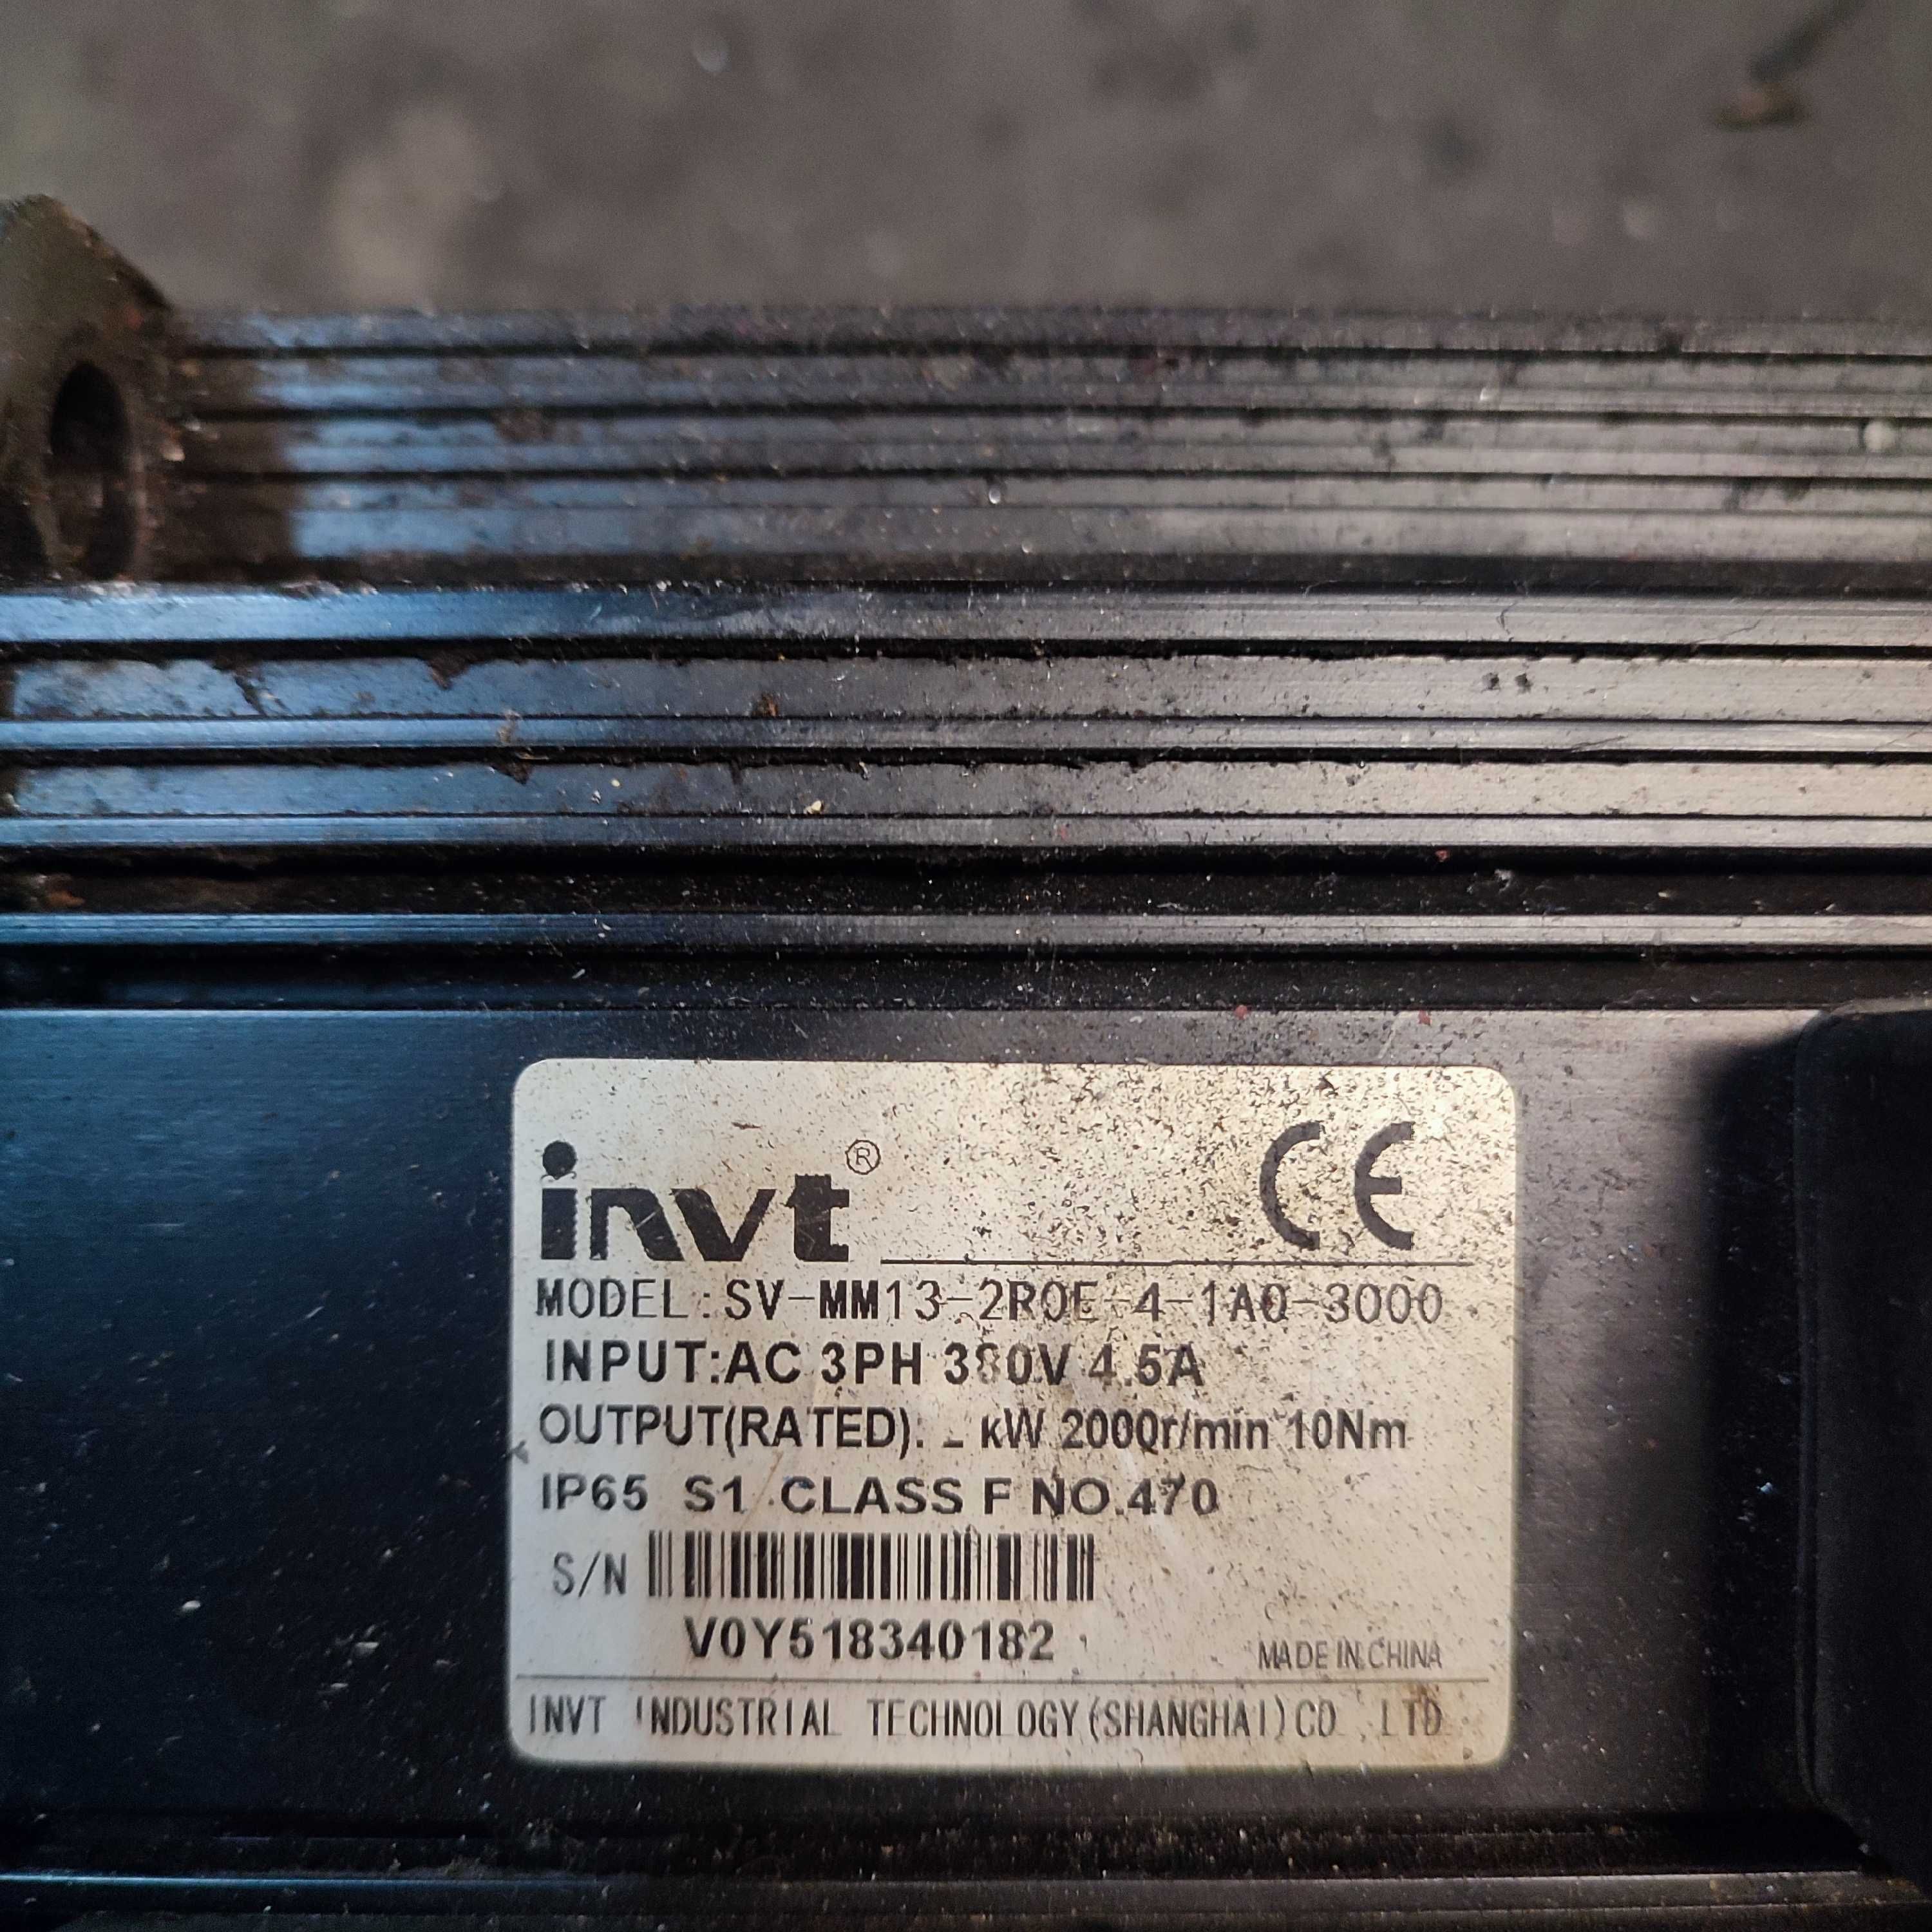 invt®
CE
MODEL:SV-MM13-2R0E-4-1A0-3000
INPUT:AC 3PH 380V 4.5A
OUTPUT(RATED): kW 2000r/min 10Nm
IP65 S1 CLASS F NO.470
S/N
V0Y518340182
MADE IN CHINA
INVT INDUSTRIAL TECHNOLOGY(SHANGHAI)CO.,LTD